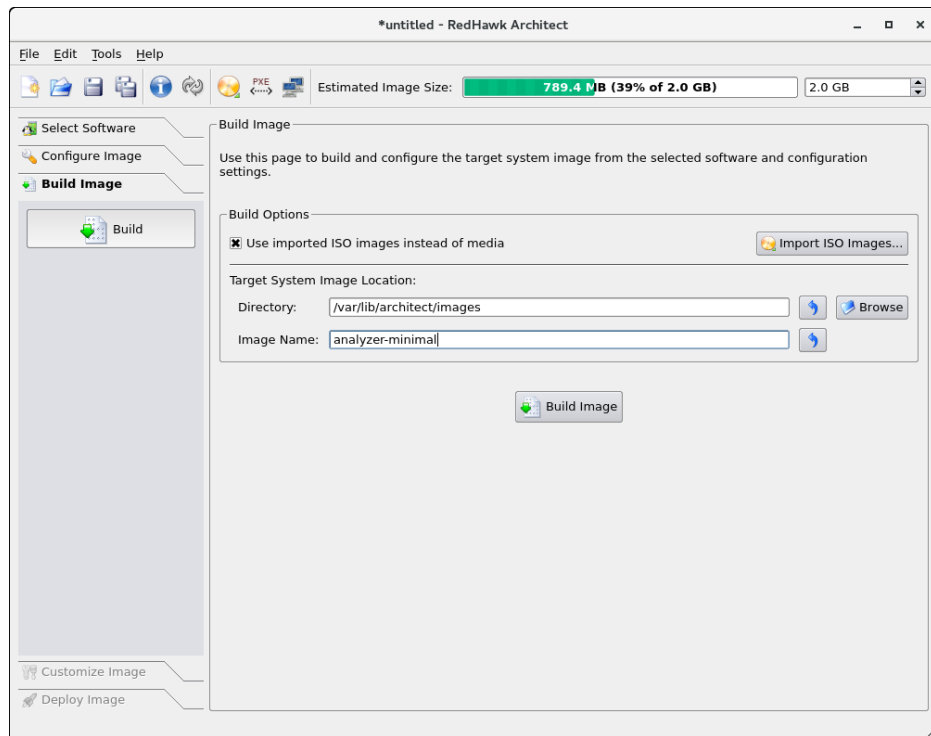 *untitled - RedHawk Architect
File Edit Tools Help
PXE
Estimated Image Size: 789.4 MB (39% of 2.0 GB) 2.0 GB
Select Software
Configure Image
Build Image
Build
Customize Image
Deploy Image
Build Image
Use this page to build and configure the target system image from the selected software and configuration
settings.
Build Options
Use imported ISO images instead of media Import ISO Images...
Target System Image Location:
Directory: /var/lib/architect/images Browse
Image Name: analyzer-minimal
Build Image